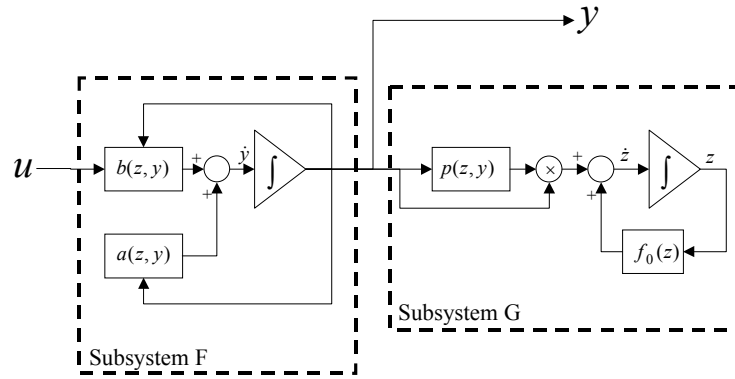 y
u
b(z, y)
+
+
ẏ
∫
a(z, y)
Subsystem F
p(z, y)
×
+
+
ż
∫
z
f₀(z)
Subsystem G